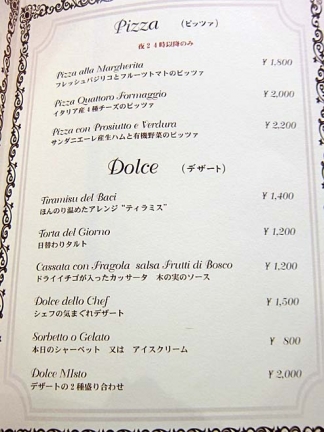 Pizza (ピッツァ)
夜24時以降のみ
Pizza alla Margherita ¥ 1,800
フレッシュバジリコとフルーツトマトのピッツァ
Pizza Quattoro Formaggio ¥ 2,000
イタリア産4種チーズのピッツァ
Pizza con Prosiutto e Verdura ¥ 2,200
サンダニエーレ産生ハムと有機野菜のピッツァ
Dolce (デザート)
Tiramisu del Baci ¥ 1,400
ほんのり温めたアレンジ “ティラミス”
Torta del Giorno ¥ 1,200
日替わりタルト
Cassata con Fragola salsa Frutti di Bosco ¥ 1,200
ドライイチゴが入ったカッサータ 木の実のソース
Dolce dello Chef ¥ 1,500
シェフの気まぐれデザート
Sorbetto o Gelato ¥ 800
本日のシャーベット 又は アイスクリーム
Dolce MIsto ¥ 2,000
デザートの2種盛り合わせ